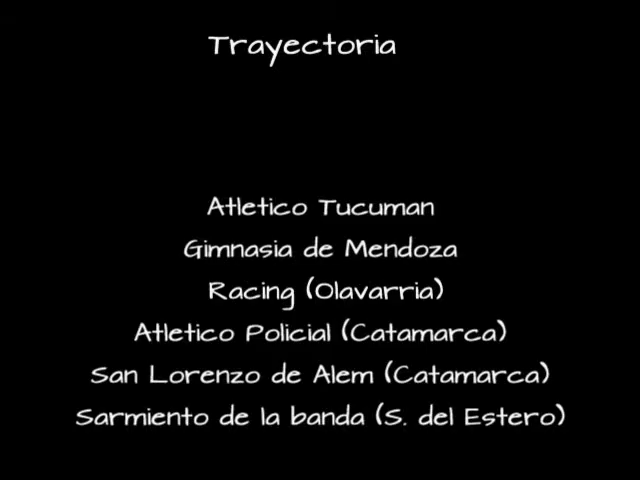 Trayectoria
Atletico Tucuman
Gimnasia de Mendoza
Racing (Olavarria)
Atletico Policial (Catamarca)
San Lorenzo de Alem (Catamarca)
Sarmiento de la banda (S. del Estero)